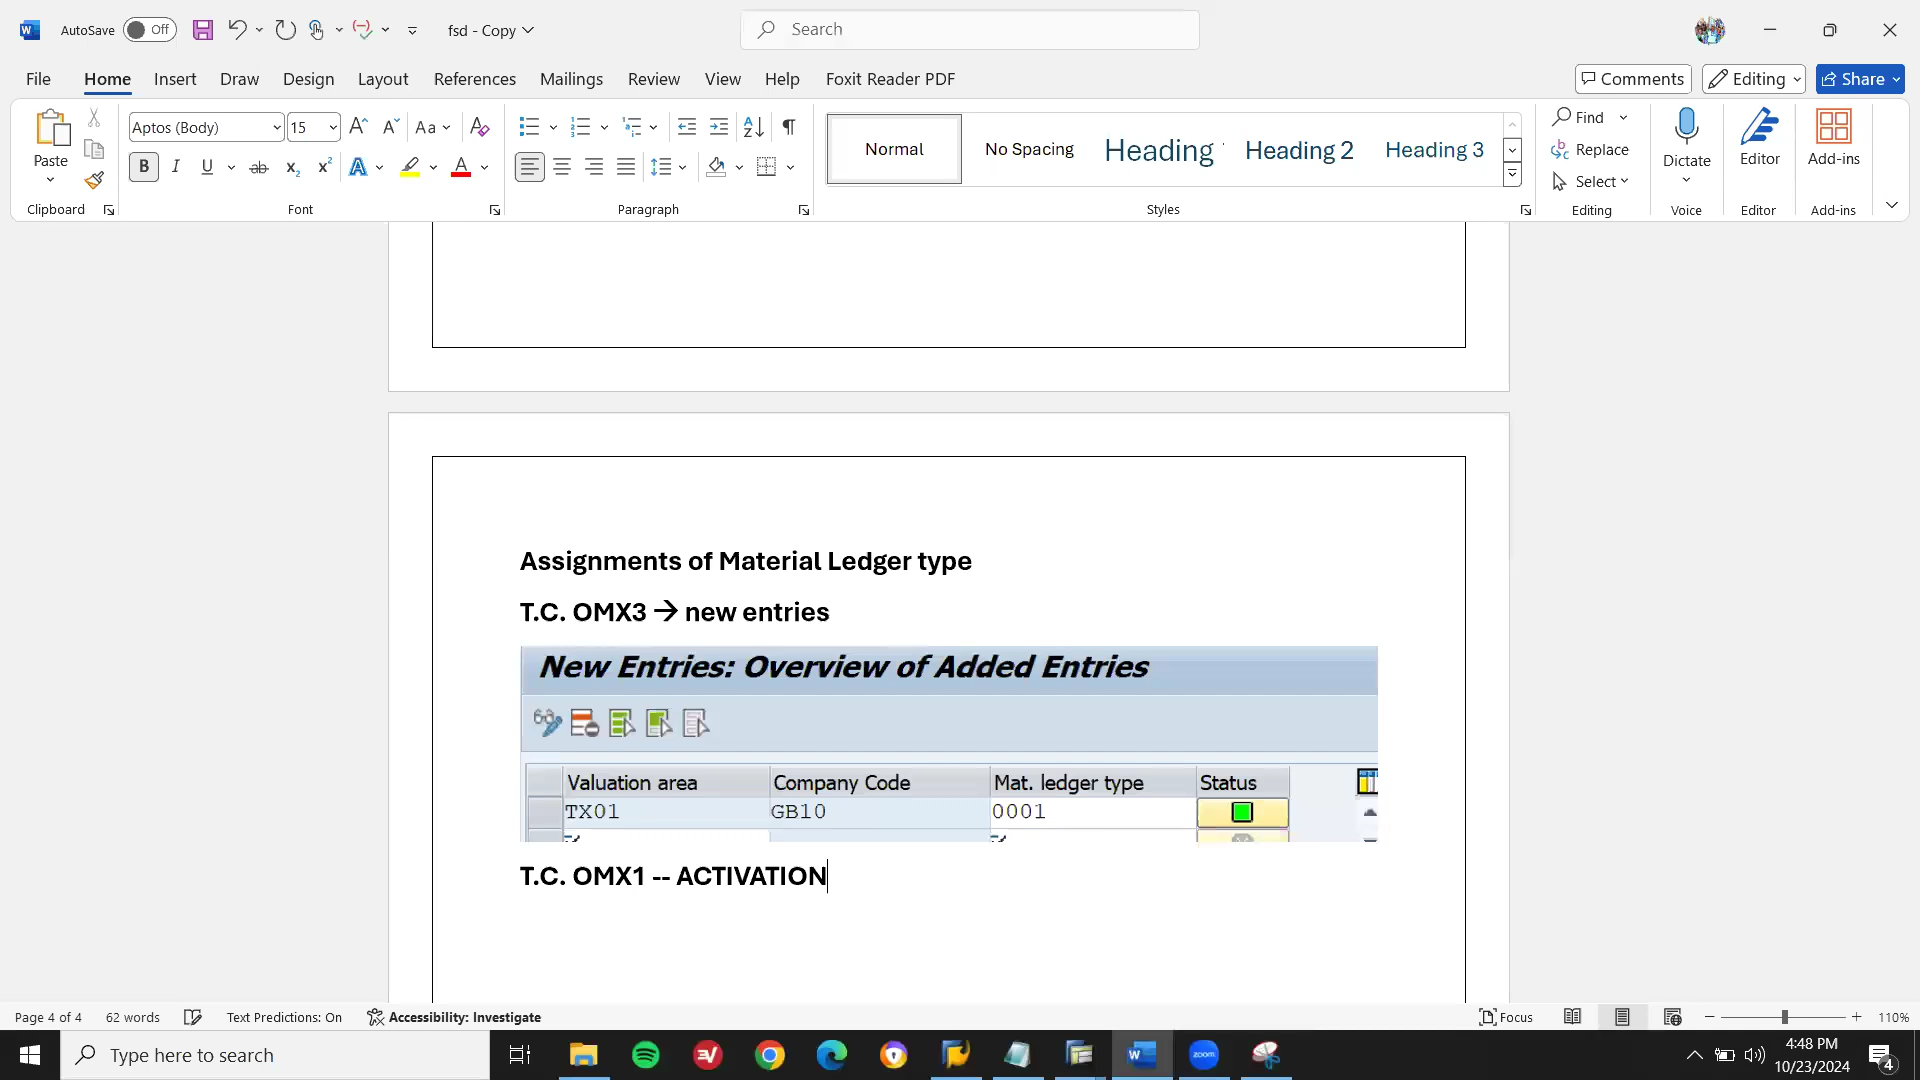 AutoSave Off fsd - Copy Search
File Home Insert Draw Design Layout References Mailings Review View Help Foxit Reader PDF Comments Editing Share
Paste
Clipboard
Aptos (Body) 15
Font
Paragraph
Normal No Spacing Heading Heading 2 Heading 3
Styles
Find
Replace
Select
Editing
Dictate
Voice
Editor
Editor
Add-ins
Add-ins
Assignments of Material Ledger type
T.C. OMX3 → new entries
New Entries: Overview of Added Entries
Valuation area Company Code Mat. ledger type Status
TX01 GB10 0001
T.C. OMX1 -- ACTIVATION
Page 4 of 4 62 words Text Predictions: On Accessibility: Investigate Focus 110%
Type here to search zoom 4:48 PM
10/23/2024 4